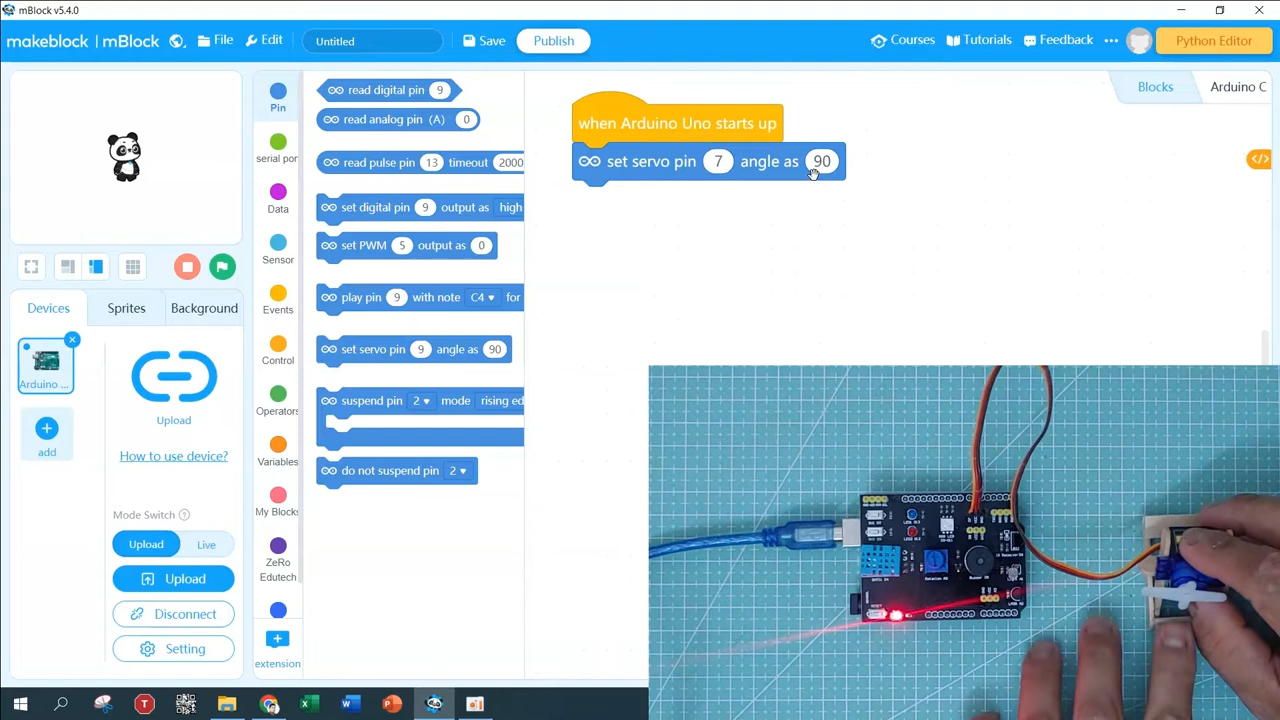 mBlock v5.4.0
makeblock | mBlock
File
Edit
Untitled
Save
Publish
Courses
Tutorials
Feedback
Python Editor
Pin
serial por
Data
Sensor
Events
Control
Operators
Variables
My Blocks
ZeRo
Edutech
extension
read digital pin 9
read analog pin (A) 0
read pulse pin 13 timeout 2000
set digital pin 9 output as high
set PWM 5 output as 0
play pin 9 with note C4 for
set servo pin 9 angle as 90
suspend pin 2 mode rising ed
do not suspend pin 2
when Arduino Uno starts up
set servo pin 7 angle as 90
Blocks
Arduino C
Devices
Sprites
Background
Arduino ...
add
Upload
How to use device?
Mode Switch
Upload
Live
Upload
Disconnect
Setting
RESET